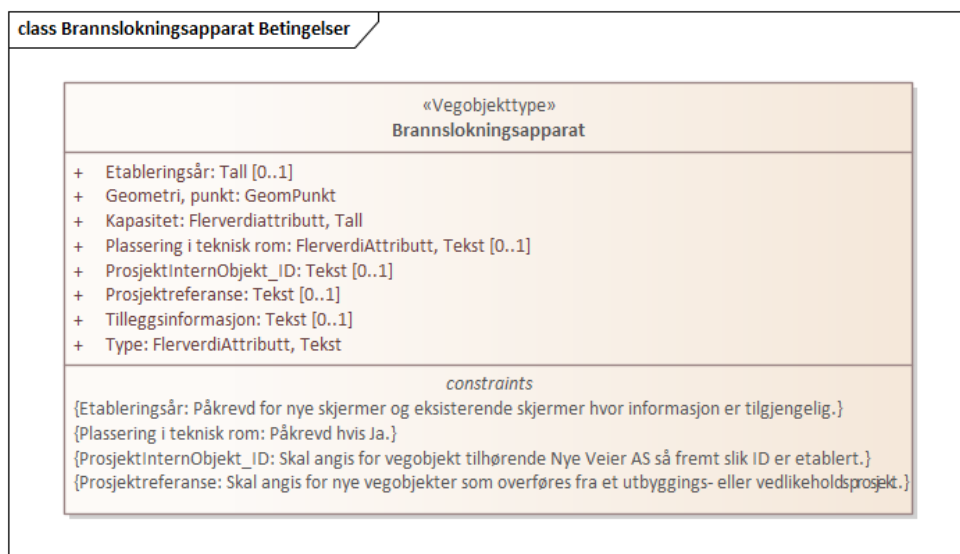 class Brannslokningsapparat Betingelser
«Vegobjekttype»
Brannslokningsapparat
+ Etableringsår: Tall [0..1]
+ Geometri, punkt: GeomPunkt
+ Kapasitet: Flerverdiattributt, Tall
+ Plassering i teknisk rom: FlerverdiAttributt, Tekst [0..1]
+ ProsjektInternObjekt_ID: Tekst [0..1]
+ Prosjektreferanse: Tekst [0..1]
+ Tilleggsinformasjon: Tekst [0..1]
+ Type: FlerverdiAttributt, Tekst
constraints
{Etableringsår: Påkrevd for nye skjermer og eksisterende skjermer hvor informasjon er tilgjengelig.}
{Plassering i teknisk rom: Påkrevd hvis Ja.}
{ProsjektInternObjekt_ID: Skal angis for vegobjekt tilhørende Nye Veier AS så fremt slik ID er etablert.}
{Prosjektreferanse: Skal angis for nye vegobjekter som overføres fra et utbyggings- eller vedlikeholdsprosjekt.}